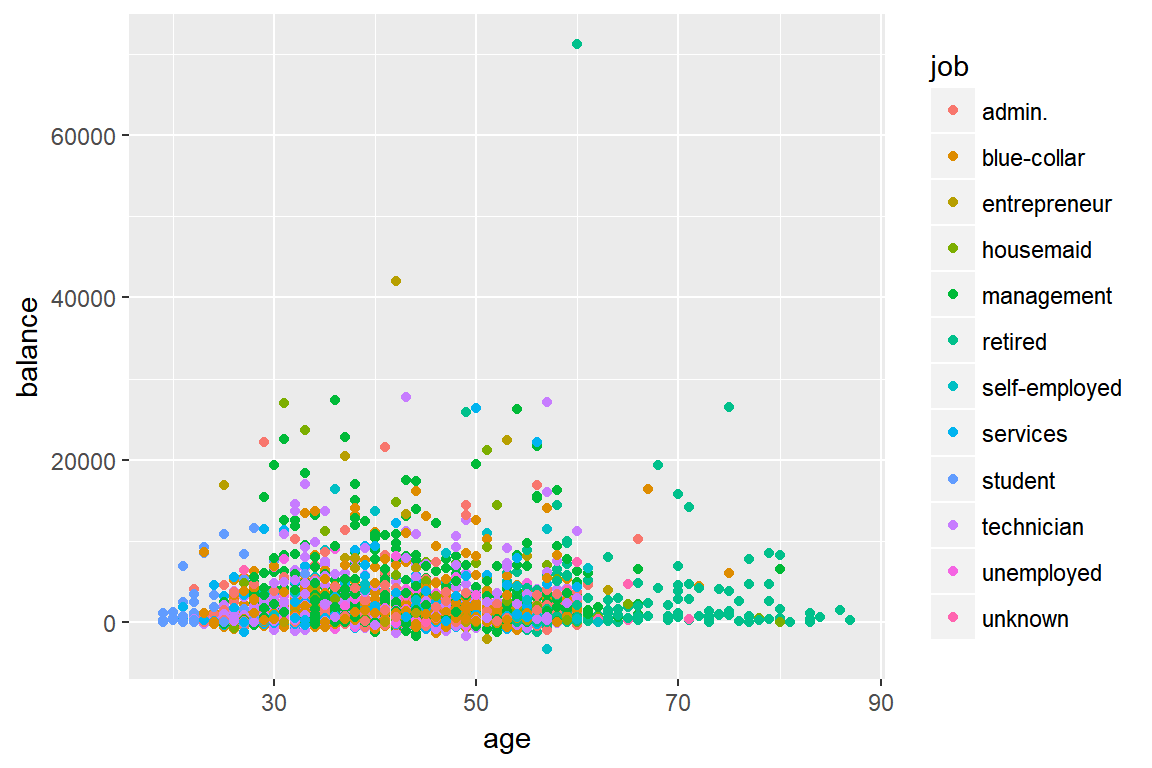 60000
40000
20000
0
balance
30
50
70
90
age
job
admin.
blue-collar
entrepreneur
housemaid
management
retired
self-employed
services
student
technician
unemployed
unknown